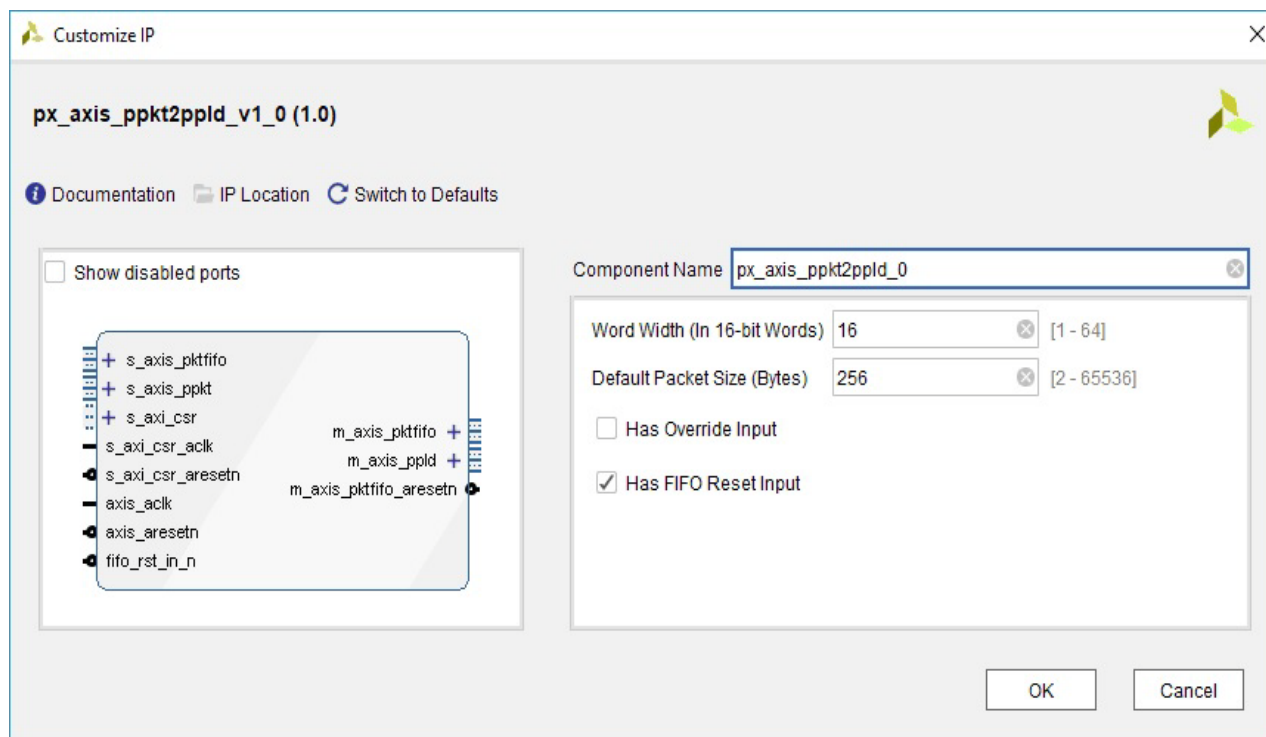 Customize IP
px_axis_ppkt2ppld_v1_0 (1.0)
Documentation IP Location Switch to Defaults
Show disabled ports
s_axis_pktfifo
s_axis_ppkt
s_axi_csr
s_axi_csr_aclk
s_axi_csr_aresetn
axis_aclk
axis_aresetn
fifo_rst_in_n
m_axis_pktfifo
m_axis_ppld
m_axis_pktfifo_aresetn
Component Name px_axis_ppkt2ppld_0
Word Width (In 16-bit Words) 16 [1 - 64]
Default Packet Size (Bytes) 256 [2 - 65536]
Has Override Input
Has FIFO Reset Input
OK Cancel